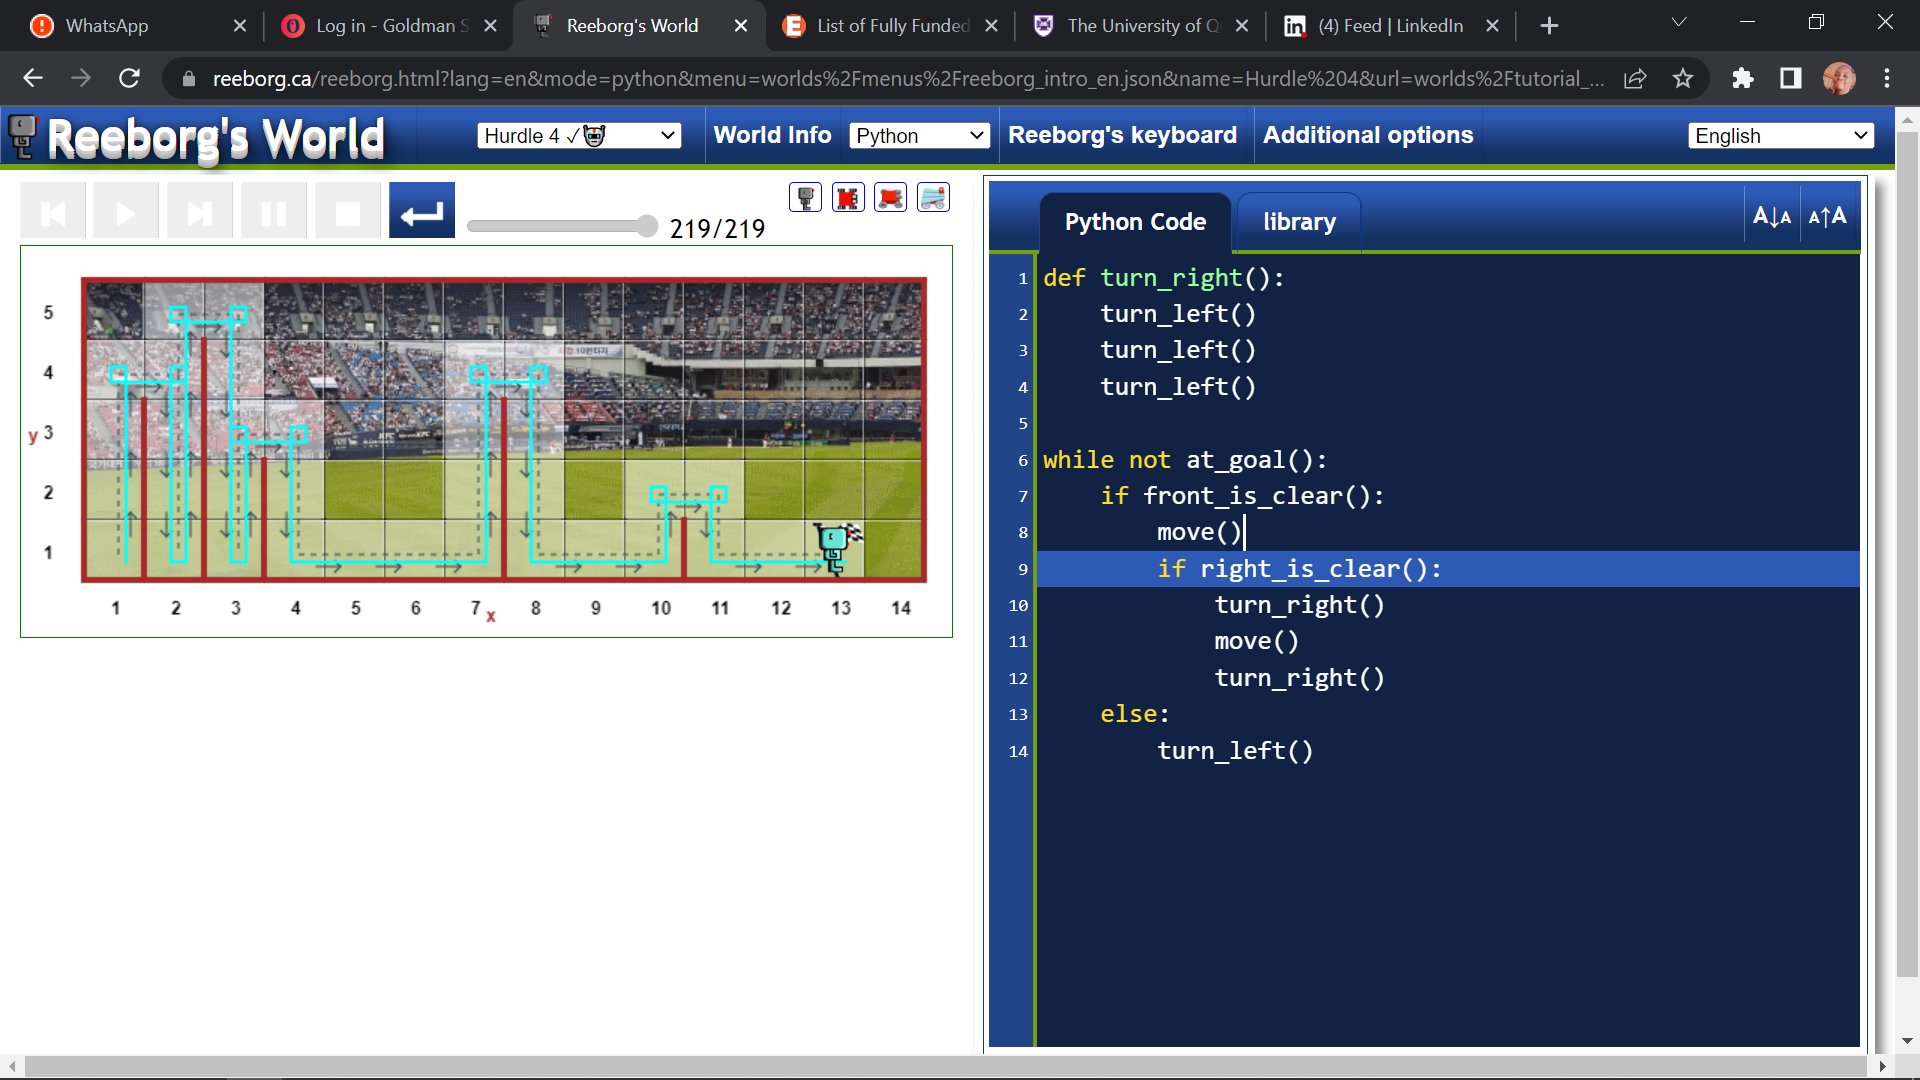 WhatsApp
Log in - Goldman S
Reeborg's World
List of Fully Funded
The University of Q
(4) Feed | LinkedIn
reeborg.ca/reeborg.html?lang=en&mode=python&menu=worlds%2Fmenus%2Freeborg_intro_en.json&name=Hurdle%204&url=worlds%2Ftutorial_...
Reeborg's World
Hurdle 4 ✓
World Info
Python
Reeborg's keyboard
Additional options
English
219/219
Python Code
library
A↓A
A↑A
5
4
y 3
2
1
1 2 3 4 5 6 7 x 8 9 10 11 12 13 14
1 def turn_right():
2     turn_left()
3     turn_left()
4     turn_left()
5
6 while not at_goal():
7     if front_is_clear():
8         move()
9         if right_is_clear():
10             turn_right()
11             move()
12             turn_right()
13     else:
14         turn_left()